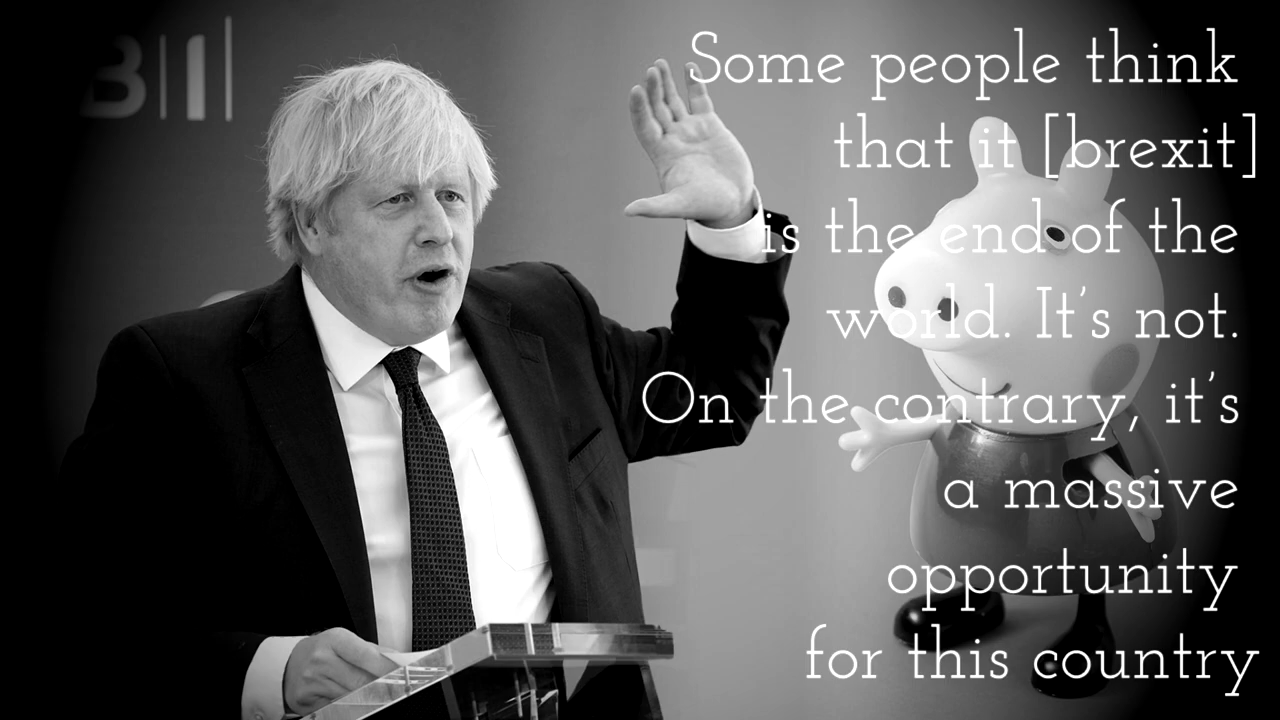 Some people think
that it [brexit]
is the end of the
world. It's not.
On the contrary, it's
a massive
opportunity
for this country